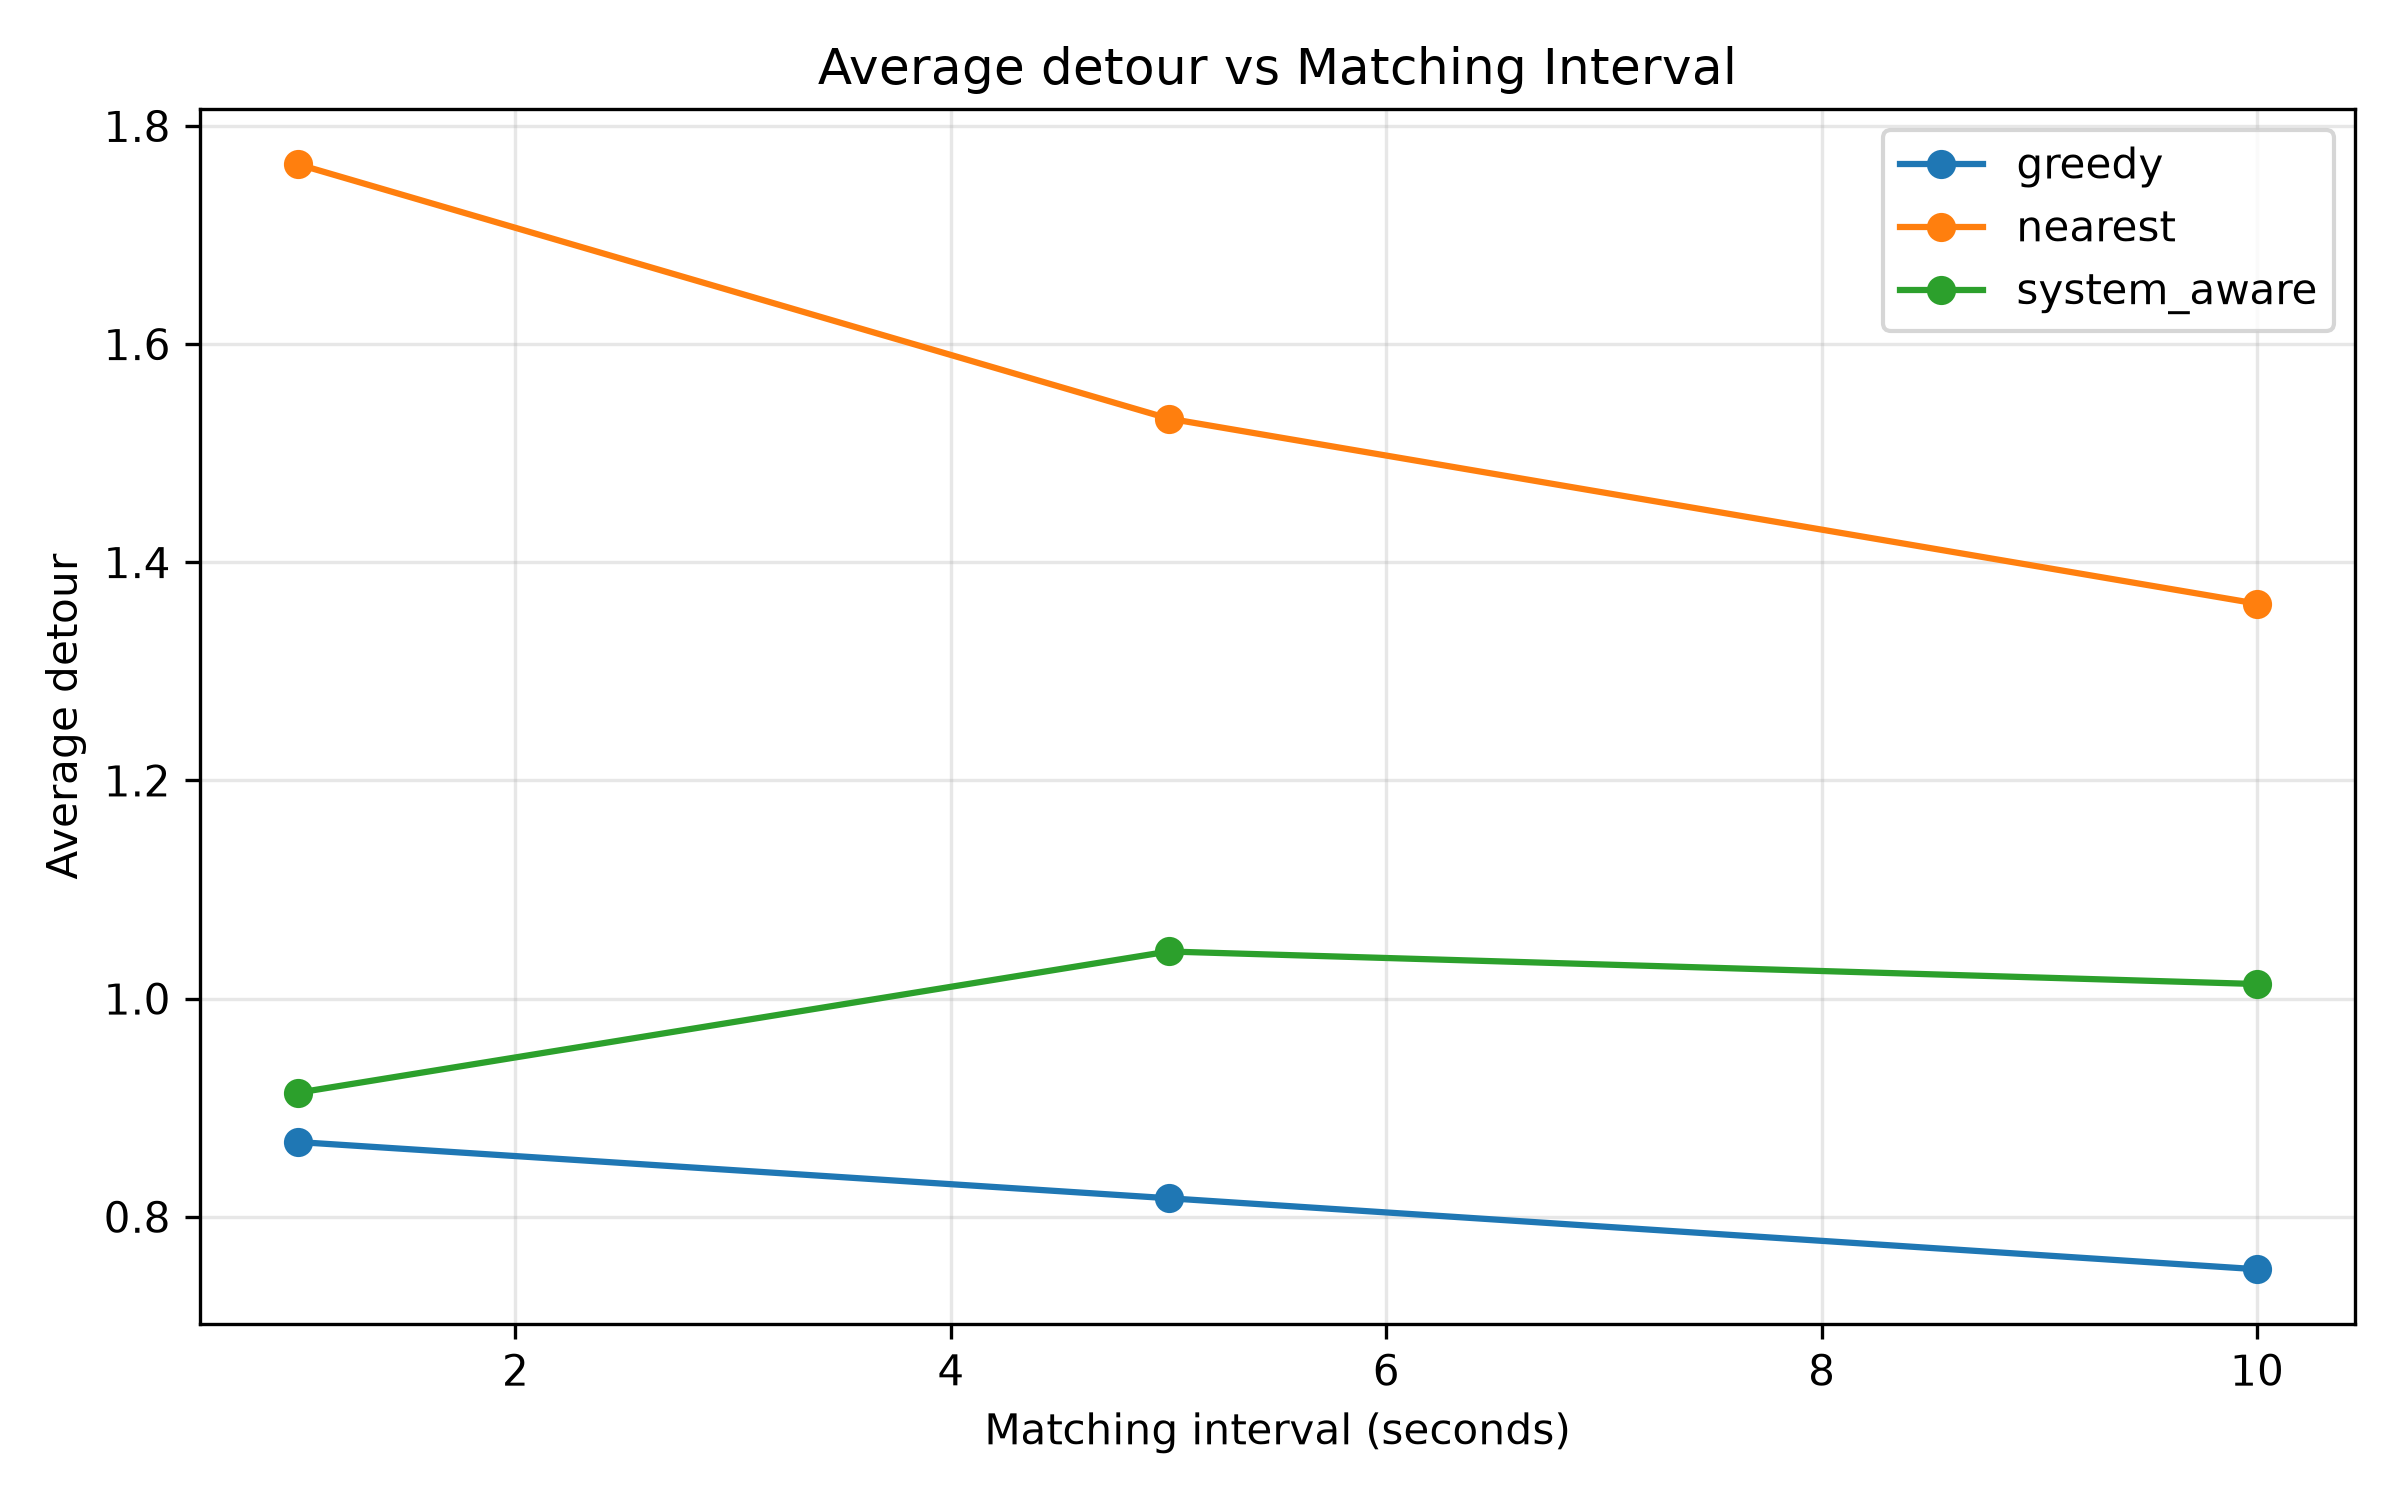 Average detour vs Matching Interval
1.8
1.6
1.4
1.2
1.0
0.8
Average detour
greedy
nearest
system_aware
2 4 6 8 10
Matching interval (seconds)